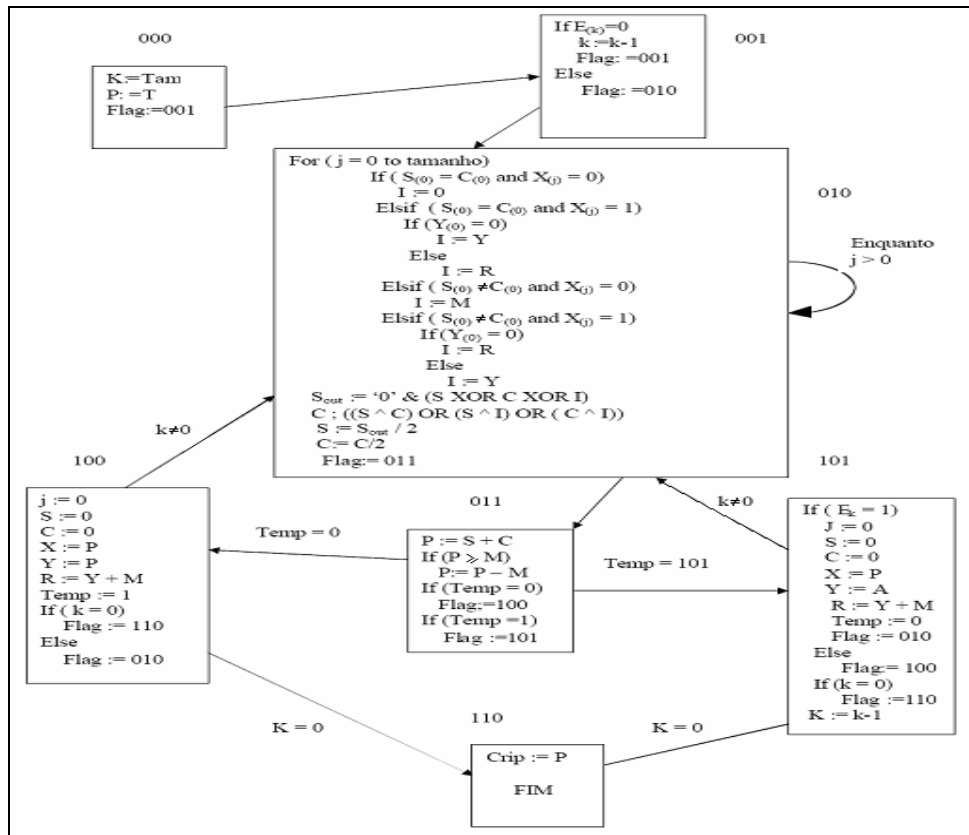 000
K:=Tam
P: =T
Flag:=001
001
If E(k)=0
k :=k-1
Flag: =001
Else
Flag: =010
010
For ( j = 0 to tamanho)
If ( S(0) = C(0) and X(j) = 0)
I := 0
Elsif ( S(0) = C(0) and X(j) = 1)
If (Y(0) = 0)
I := Y
Else
I := R
Elsif ( S(0) ≠C(0) and X(j) = 0)
I := M
Elsif ( S(0) ≠C(0) and X(j) = 1)
If (Y(0) = 0)
I := R
Else
I := Y
Sout := ‘0’ & (S XOR C XOR I)
C ; ((S ^ C) OR (S ^ I) OR ( C ^ I))
S := Sout / 2
C:= C/2
Flag:= 011
Enquanto
j > 0
k≠0
100
j := 0
S := 0
C := 0
X := P
Y := P
R := Y + M
Temp := 1
If ( k = 0)
Flag := 110
Else
Flag := 010
Temp = 0
011
P := S + C
If (P ⩾ M)
P:= P – M
If (Temp = 0)
Flag:=100
If (Temp =1)
Flag :=101
Temp = 101
k≠0
101
If ( Ek = 1)
J := 0
S := 0
C := 0
X := P
Y := A
R := Y + M
Temp := 0
Flag := 010
Else
Flag:= 100
If (k = 0)
Flag :=110
K := k-1
K = 0
110
Crip := P
FIM
K = 0